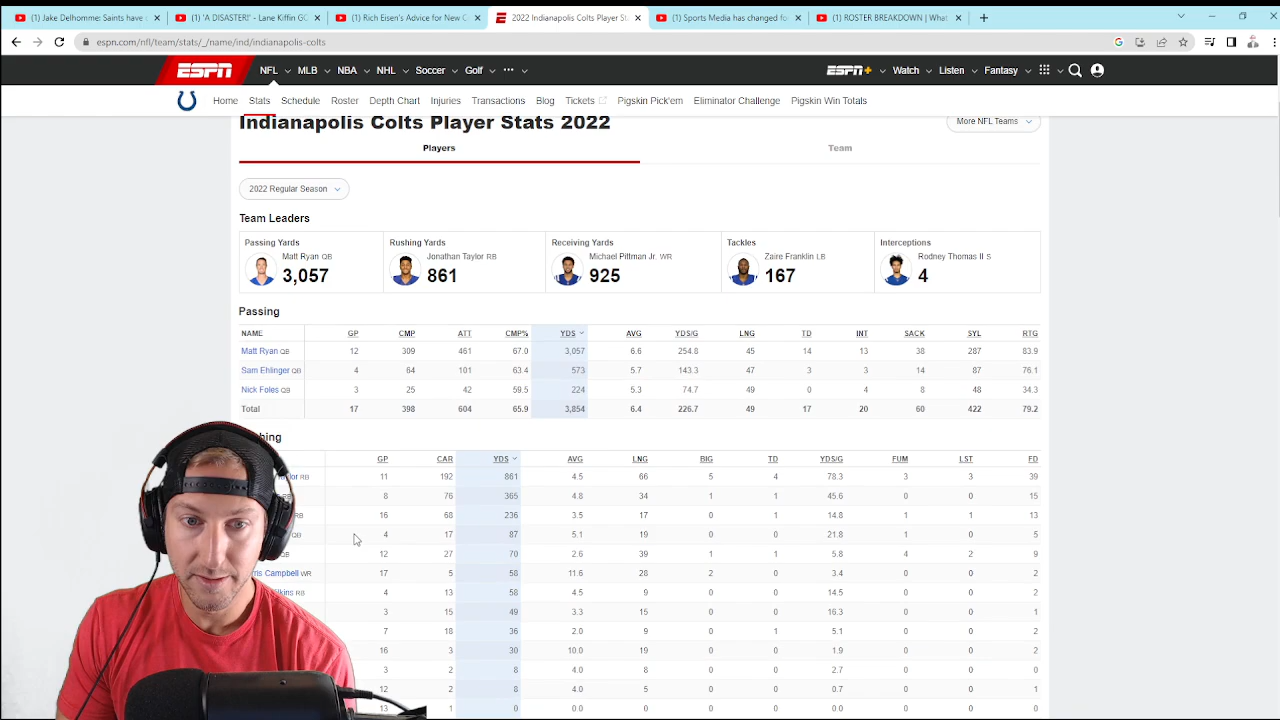 (1) Jake Delhomme: Saints have
(1) 'A DISASTER!' - Lane Kiffin GO
(1) Rich Eisen's Advice for New C
2022 Indianapolis Colts Player St
(1) Sports Media has changed fo
(1) ROSTER BREAKDOWN | What
espn.com/nfl/team/stats/_/name/ind/indianapolis-colts
ESPN NFL MLB NBA NHL Soccer Golf ••• ESPN+ Watch Listen Fantasy
Home Stats Schedule Roster Depth Chart Injuries Transactions Blog Tickets Pigskin Pick'em Eliminator Challenge Pigskin Win Totals
Indianapolis Colts Player Stats 2022 More NFL Teams
Players Team
2022 Regular Season
Team Leaders
Passing Yards Rushing Yards Receiving Yards Tackles Interceptions
Matt Ryan QB Jonathan Taylor RB Michael Pittman Jr. WR Zaire Franklin LB Rodney Thomas II S
3,057 861 925 167 4
Passing
NAME GP CMP ATT CMP% YDS AVG YDS/G LNG TD INT SACK SYL RTG
Matt Ryan QB 12 309 461 67.0 3,057 6.6 254.8 45 14 13 38 287 83.9
Sam Ehlinger QB 4 64 101 63.4 573 5.7 143.3 47 3 3 14 87 76.1
Nick Foles QB 3 25 42 59.5 224 5.3 74.7 49 0 4 8 48 34.3
Total 17 398 604 65.9 3,854 6.4 226.7 49 17 20 60 422 79.2
hing
GP CAR YDS AVG LNG BIG TD YDS/G FUM LST FD
lor RB 11 192 861 4.5 66 5 4 78.3 3 3 39
8 76 365 4.8 34 1 1 45.6 0 0 15
RB 16 68 236 3.5 17 0 1 14.8 1 1 13
QB 4 17 87 5.1 19 0 0 21.8 1 0 5
QB 12 27 70 2.6 39 1 1 5.8 4 2 9
ris Campbell WR 17 5 58 11.6 28 2 0 3.4 0 0 2
kins RB 4 13 58 4.5 9 0 0 14.5 0 0 2
3 15 49 3.3 15 0 0 16.3 0 0 1
7 18 36 2.0 9 0 1 5.1 0 0 2
16 3 30 10.0 19 0 0 1.9 0 0 2
3 2 8 4.0 8 0 0 2.7 0 0 0
12 2 8 4.0 5 0 0 0.7 0 0 1
13 1 0 0.0 0 0 0 0.0 0 0 0